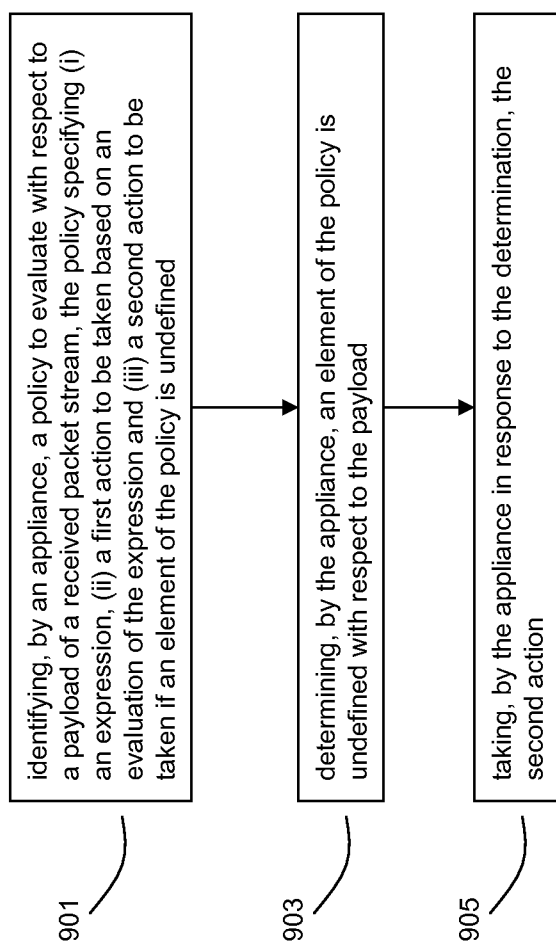 901
identifying, by an appliance, a policy to evaluate with respect to
a payload of a received packet stream, the policy specifying (i)
an expression, (ii) a first action to be taken based on an
evaluation of the expression and (iii) a second action to be
taken if an element of the policy is undefined
903
determining, by the appliance, an element of the policy is
undefined with respect to the payload
905
taking, by the appliance in response to the determination, the
second action